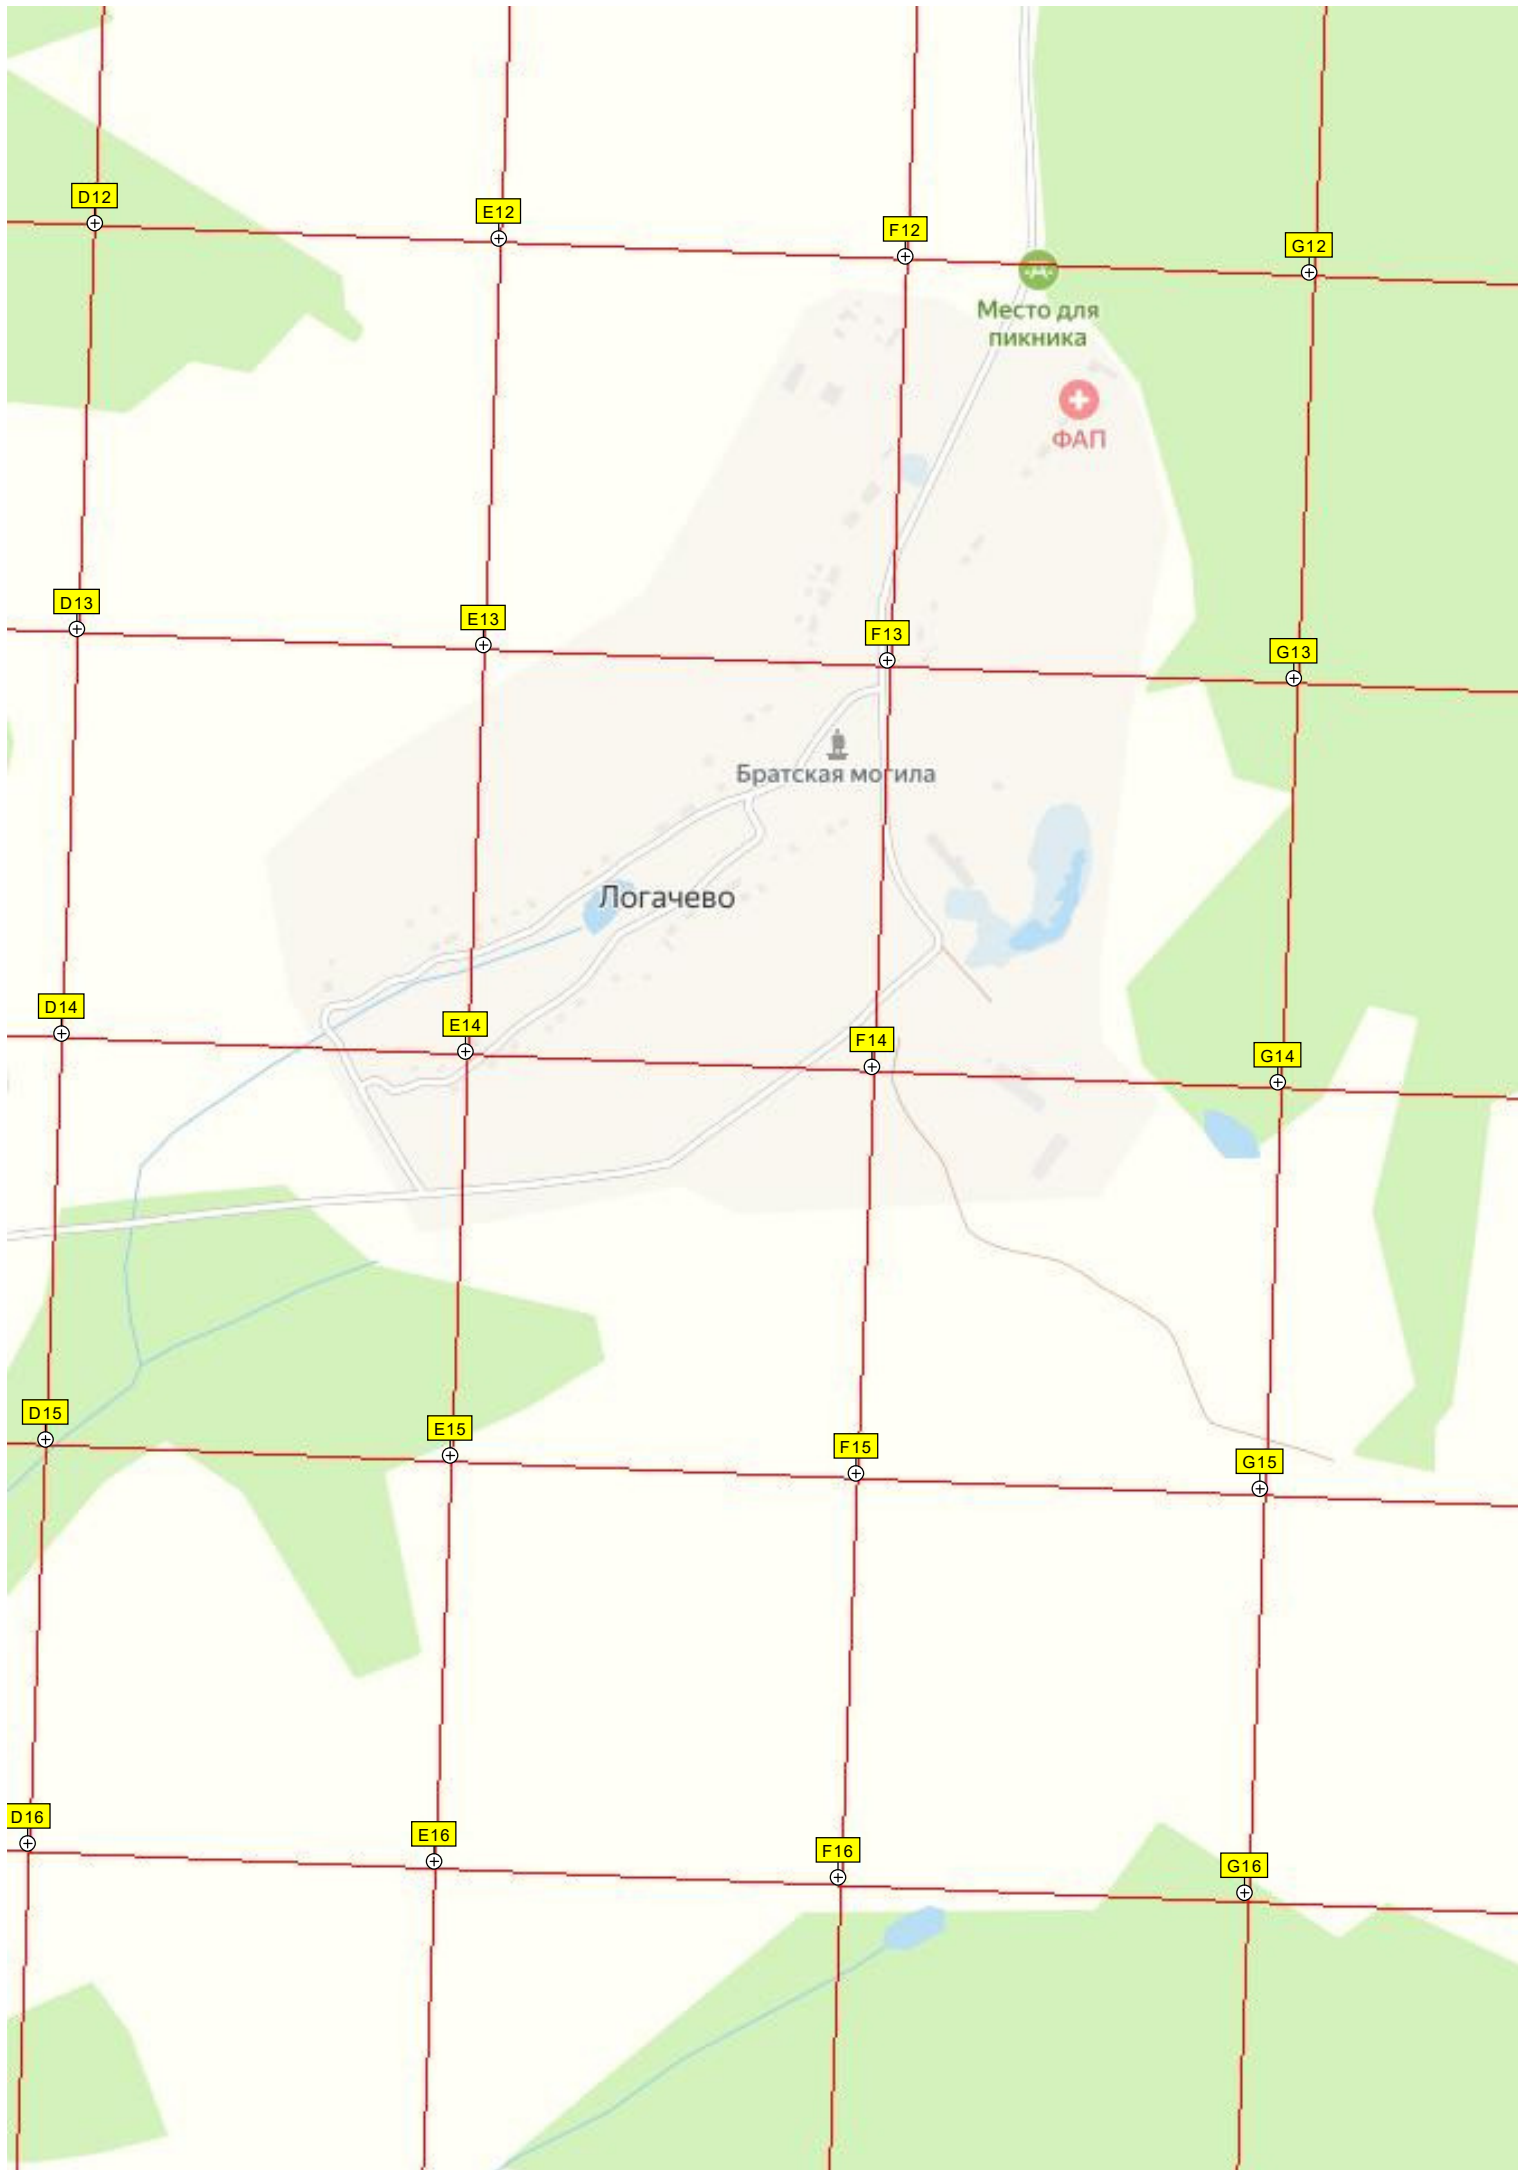 D12
E12
F12
G12
Место для
пикника
ФАП
D13
E13
F13
G13
Братская могила
Логачево
D14
E14
F14
G14
D15
E15
F15
G15
D16
E16
F16
G16